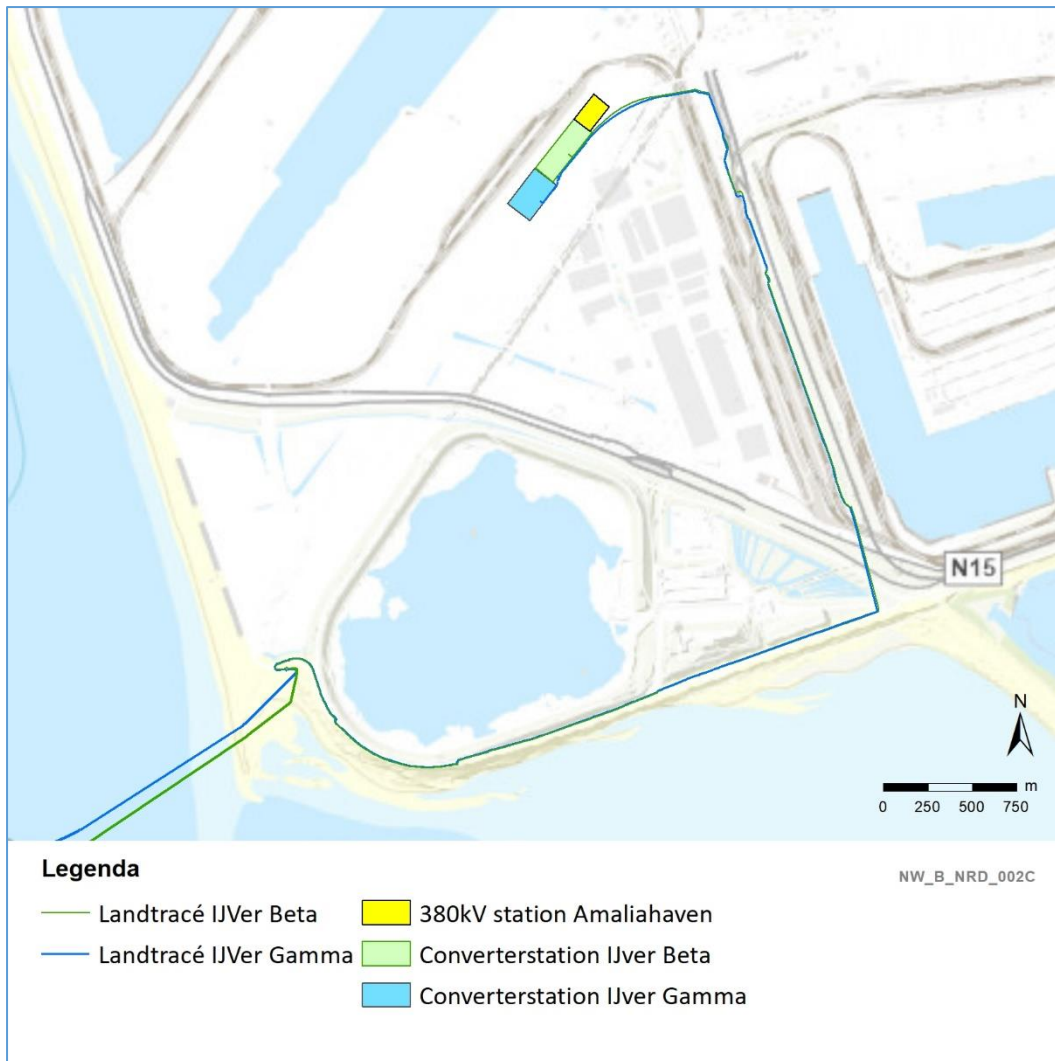 N15
N
m
0 250 500 750
Legenda
NW_B_NRD_002C
Landtracé IJVer Beta
380kV station Amaliahaven
Landtracé IJVer Gamma
Converterstation IJver Beta
Converterstation IJver Gamma